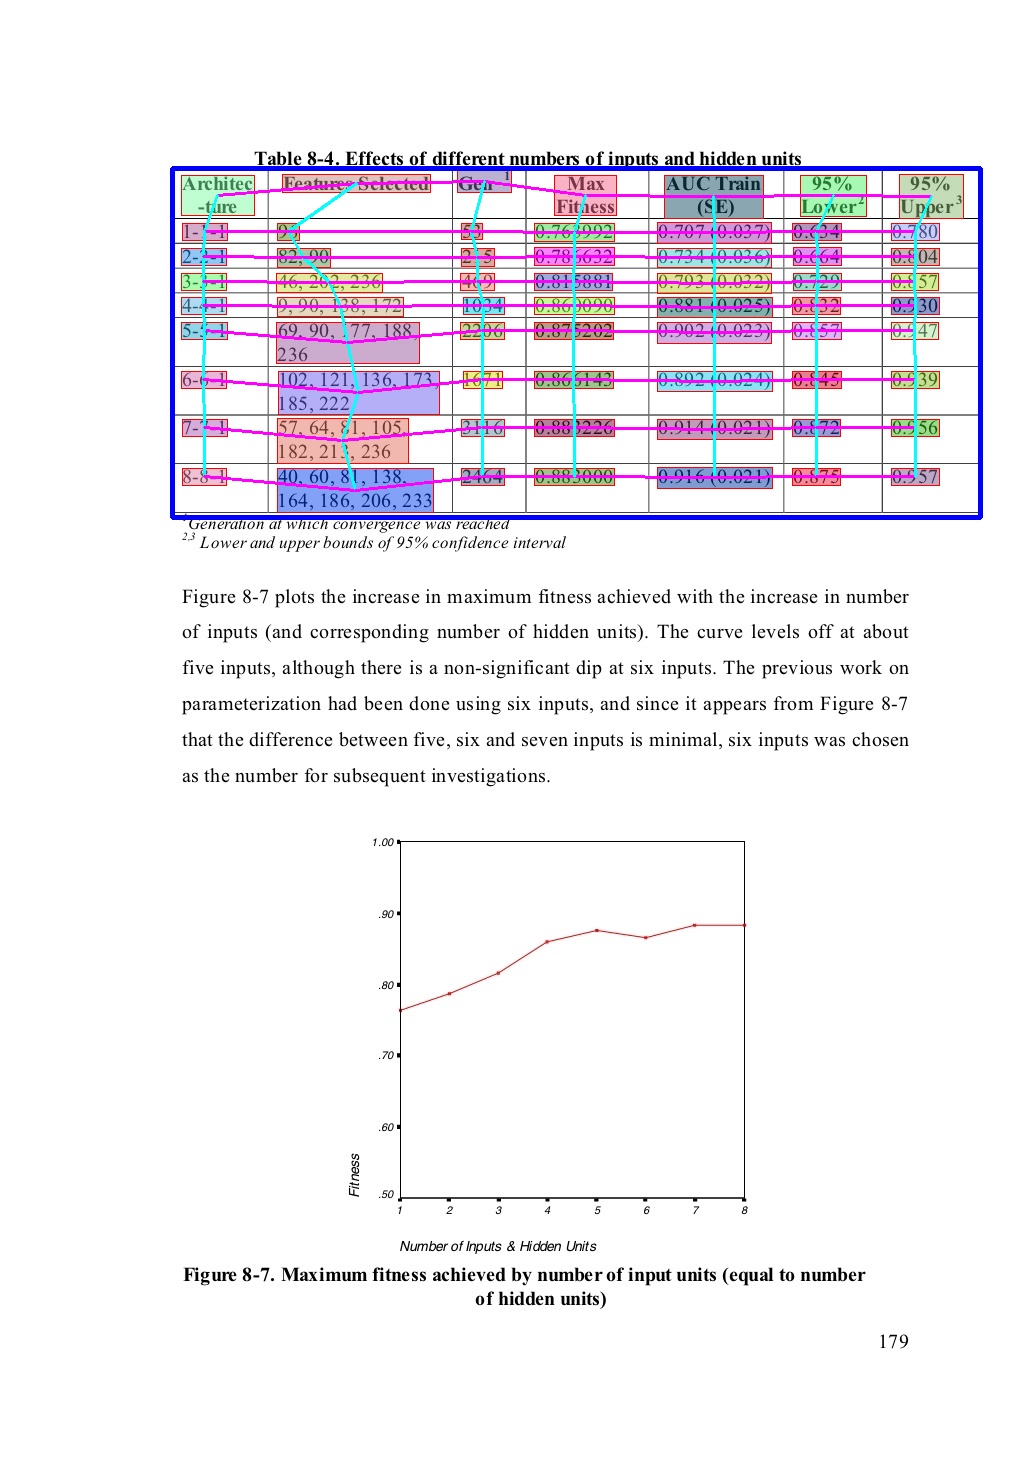 Table 8-4. Effects of different numbers of inputs and hidden units
Architec Features Selected Gen 1 Max AUC Train 95% 95%
-ture Fitness (SE) Lower 2 Upper 3
1-1-1 0.763992 0.707 (0.037) 0.634 0.780
2-2-1 82, 90 0.786632 0.734 (0.036) 0.664 0.804
3-3-1 46, 236 469 0.815881 0.793 (0.032) 0.729 0.857
4-4-1 9, 90, 172 1034 0.860090 0.881 (0.025) 0.832 0.930
5-5-1 69, 90, 177, 188, 2206 0.875202 0.902 (0.023) 0.857 0.947
236
6-6-1 102, 121, 136, 173, 1671 0.892 (0.024) 0.845 0.939
185, 222
7-7-1 57, 64, 81, 105, 3116 0.883226 0.914 (0.021) 0.872 0.956
182, 213, 236
8-8-1 40, 60, 81, 138, 2464 0.883000 0.916 (0.021) 0.875 0.957
164, 186, 206, 233
1 Generation at which convergence was reached
2,3 Lower and upper bounds of 95% confidence interval
Figure 8-7 plots the increase in maximum fitness achieved with the increase in number
of inputs (and corresponding number of hidden units). The curve levels off at about
five inputs, although there is a non-significant dip at six inputs. The previous work on
parameterization had been done using six inputs, and since it appears from Figure 8-7
that the difference between five, six and seven inputs is minimal, six inputs was chosen
as the number for subsequent investigations.
1.00
.90
.80
.70
.60
.50
Fitness
1 2 3 4 5 6 7 8
Number of Inputs & Hidden Units
Figure 8-7. Maximum fitness achieved by number of input units (equal to number
of hidden units)
179